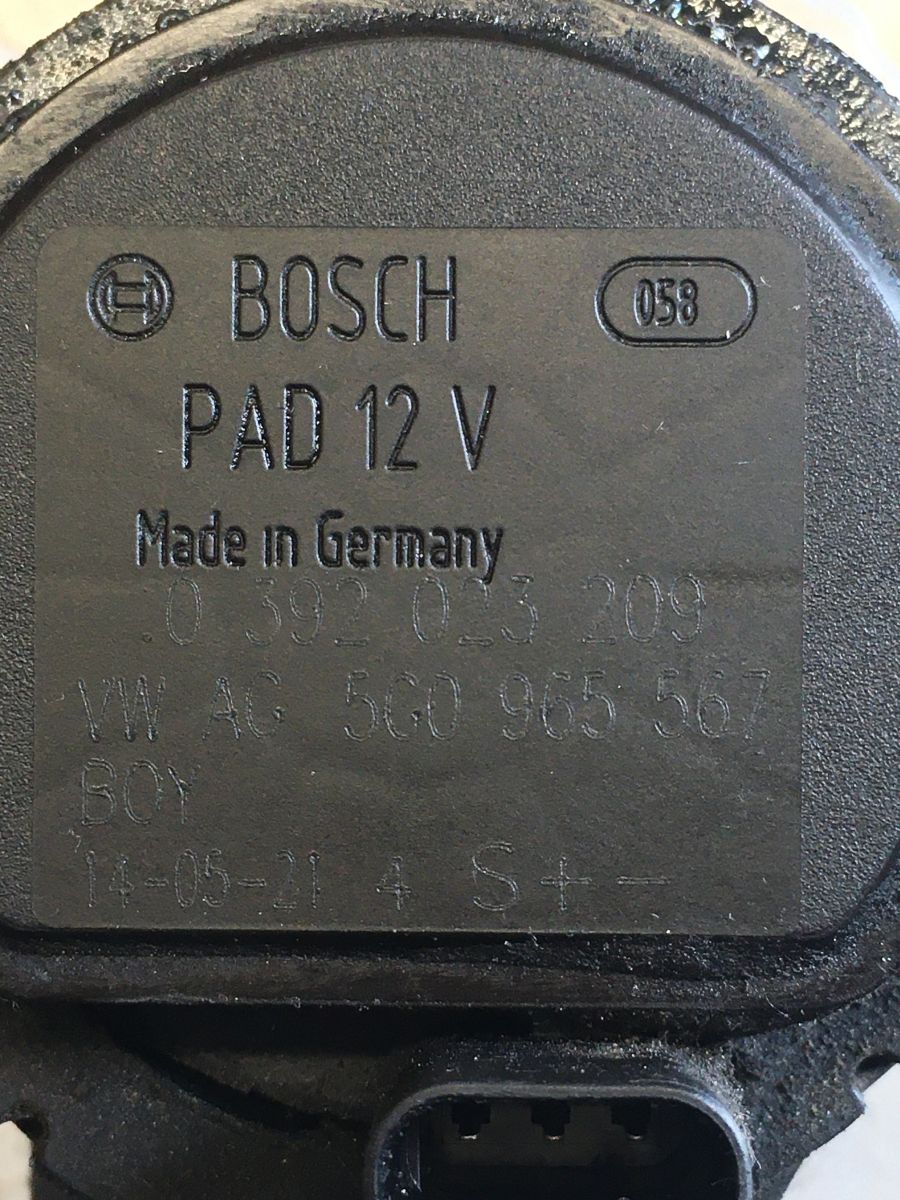 BOSCH 058
PAD 12 V
Made in Germany
0 392 023 209
VW AG 5G0 965 567
BOY
14-05-21 4 S + -